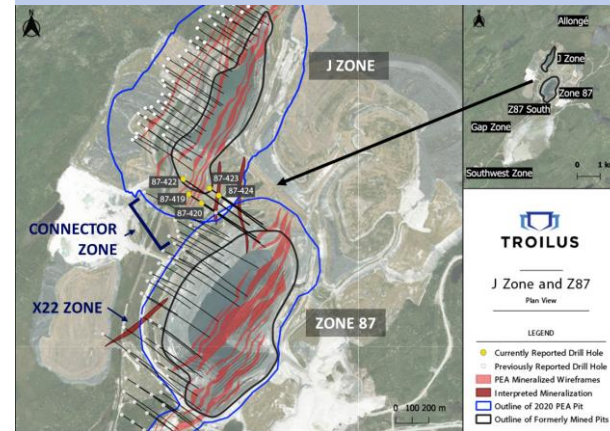 N
J ZONE
87-422
87-423
87-424
87-419
87-420
CONNECTOR
ZONE
X22 ZONE
ZONE 87
0 100 200 m
N
Allongé
J Zone
Zone 87
Z87 South
Gap Zone
Southwest Zone
0 1 k
TROILUS
J Zone and Z87
Plan View
LEGEND
Currently Reported Drill Hole
Previously Reported Drill Hole
PEA Mineralized Wireframes
Interpreted Mineralization
Outline of 2020 PEA Pit
Outline of Formerly Mined Pits